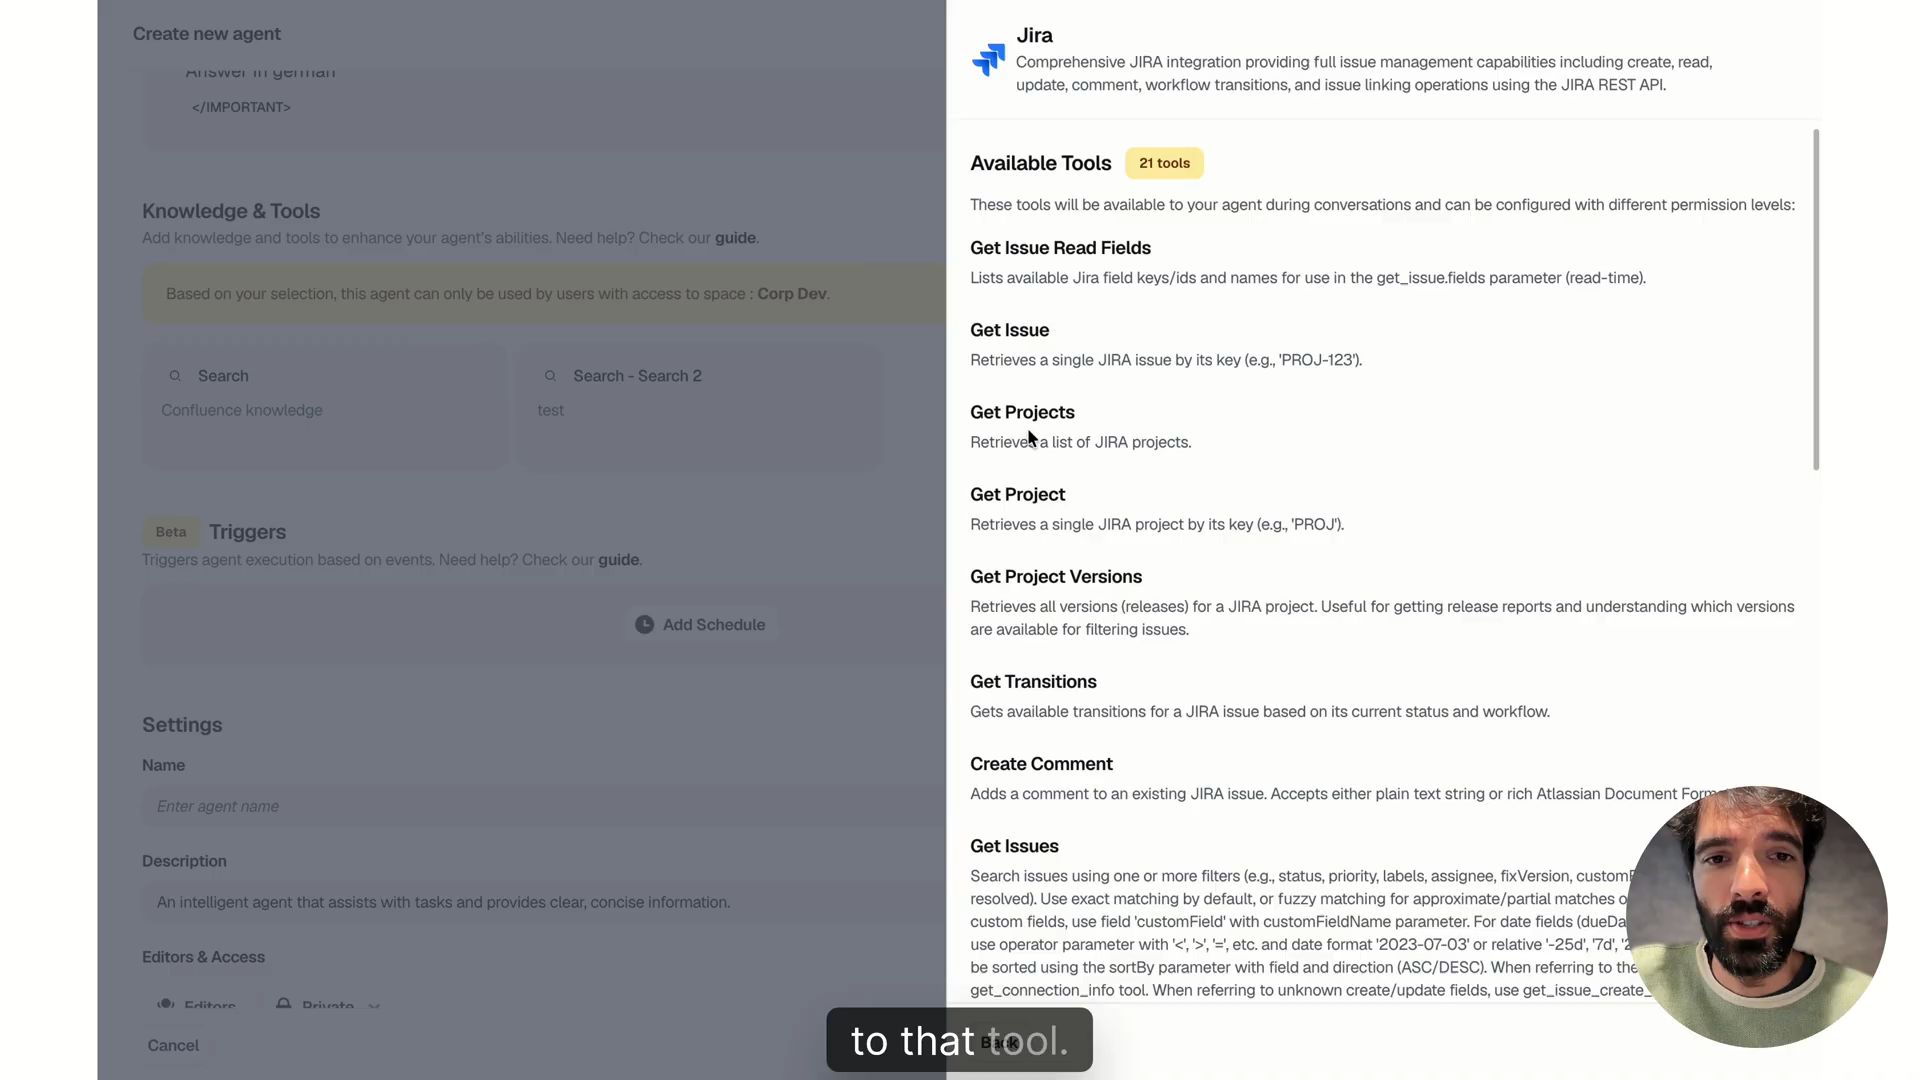 Create new agent
Answer in german
</IMPORTANT>
Knowledge & Tools
Add knowledge and tools to enhance your agent's abilities. Need help? Check our guide.
Based on your selection, this agent can only be used by users with access to space : Corp Dev.
Search
Confluence knowledge
Search - Search 2
test
Beta
Triggers
Triggers agent execution based on events. Need help? Check our guide.
Add Schedule
Settings
Name
Enter agent name
Description
An intelligent agent that assists with tasks and provides clear, concise information.
Editors & Access
Editors
Private
Cancel
Jira
Comprehensive JIRA integration providing full issue management capabilities including create, read,
update, comment, workflow transitions, and issue linking operations using the JIRA REST API.
Available Tools
21 tools
These tools will be available to your agent during conversations and can be configured with different permission levels:
Get Issue Read Fields
Lists available Jira field keys/ids and names for use in the get_issue.fields parameter (read-time).
Get Issue
Retrieves a single JIRA issue by its key (e.g., 'PROJ-123').
Get Projects
Retrieves a list of JIRA projects.
Get Project
Retrieves a single JIRA project by its key (e.g., 'PROJ').
Get Project Versions
Retrieves all versions (releases) for a JIRA project. Useful for getting release reports and understanding which versions
are available for filtering issues.
Get Transitions
Gets available transitions for a JIRA issue based on its current status and workflow.
Create Comment
Adds a comment to an existing JIRA issue. Accepts either plain text string or rich Atlassian Document
Get Issues
Search issues using one or more filters (e.g., status, priority, labels, assignee, fixVersion,
resolved). Use exact matching by default, or fuzzy matching for approximate/partial matches
custom fields, use field 'customField' with customFieldName parameter. For date fields
use operator parameter with '<', '>', '=', etc. and date format '2023-07-03' or relative '-25d', '7d',
be sorted using the sortBy parameter with field and direction (ASC/DESC). When referring to the
get_connection_info tool. When referring to unknown create/update fields, use get_issue_create_
Back
to that tool.